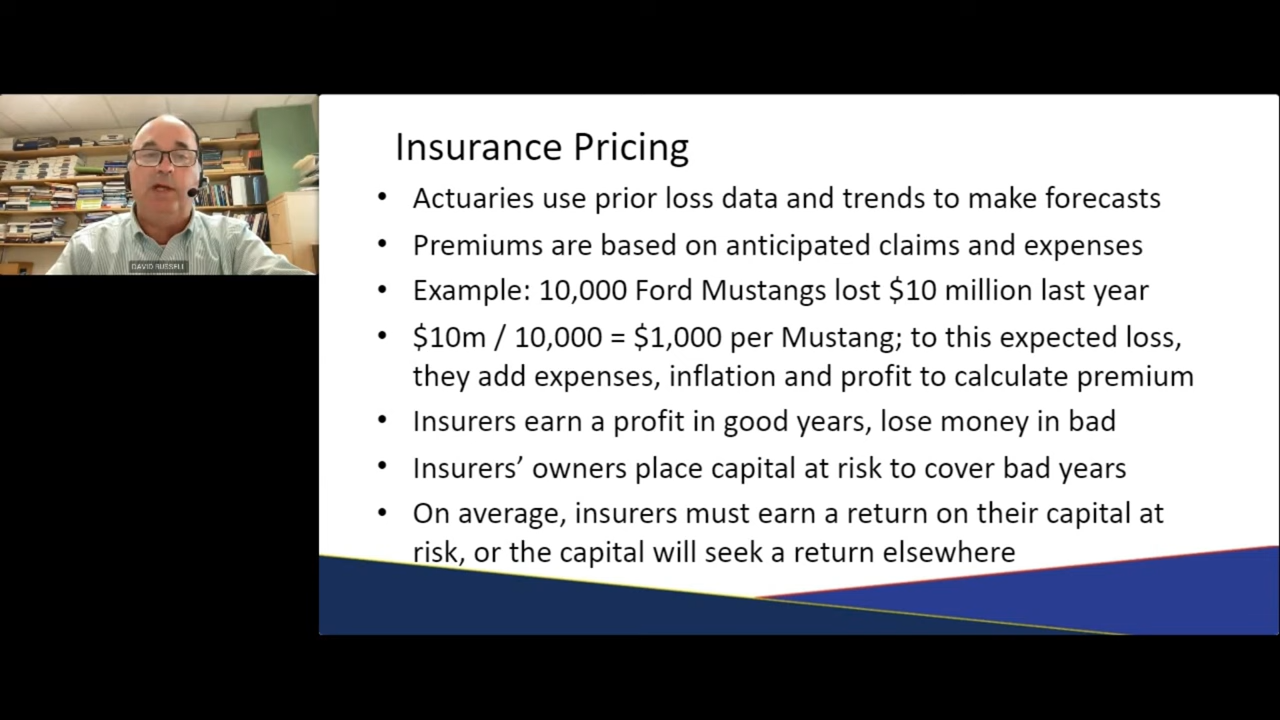 Insurance Pricing
• Actuaries use prior loss data and trends to make forecasts
• Premiums are based on anticipated claims and expenses
• Example: 10,000 Ford Mustangs lost $10 million last year
• $10m / 10,000 = $1,000 per Mustang; to this expected loss,
they add expenses, inflation and profit to calculate premium
• Insurers earn a profit in good years, lose money in bad
• Insurers’ owners place capital at risk to cover bad years
• On average, insurers must earn a return on their capital at
risk, or the capital will seek a return elsewhere
DAVID RUSSELL